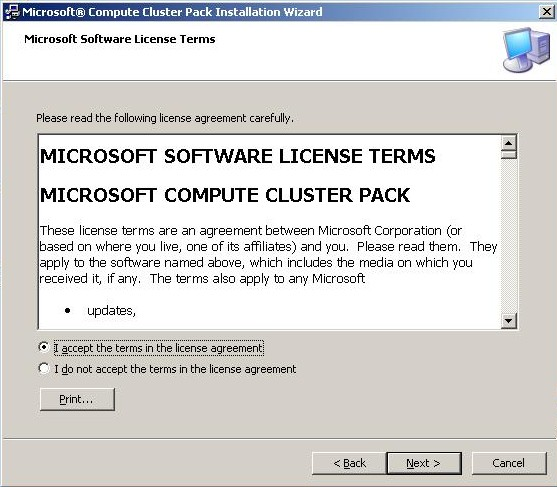 Microsoft® Compute Cluster Pack Installation Wizard
Microsoft Software License Terms
Please read the following license agreement carefully.
MICROSOFT SOFTWARE LICENSE TERMS
MICROSOFT COMPUTE CLUSTER PACK
These license terms are an agreement between Microsoft Corporation (or
based on where you live, one of its affiliates) and you.  Please read them.  They
apply to the software named above, which includes the media on which you
received it, if any.  The terms also apply to any Microsoft
• updates,
I accept the terms in the license agreement
I do not accept the terms in the license agreement
Print...
< Back
Next >
Cancel